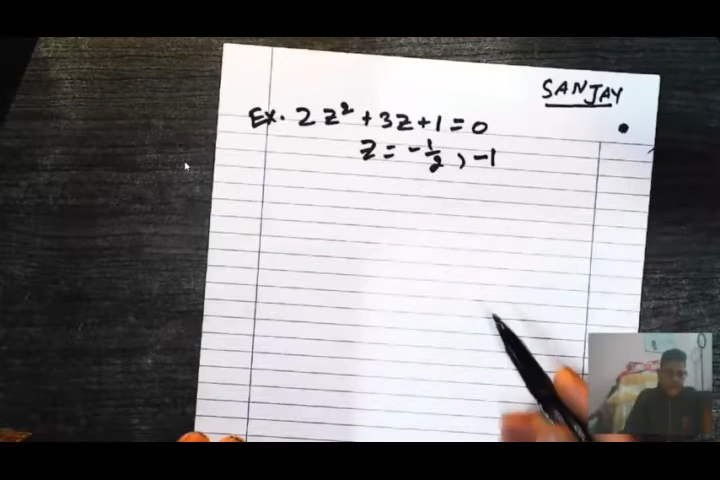 SANJAY
Ex. 2z² + 3z + 1 = 0
z = -1/2, -1